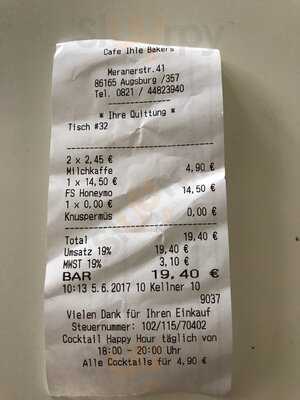 Cafe Ihle Bakers
Meranerstr.41
86165 Augsburg /357
Tel. 0821 / 44823940
* Ihre Quittung *
Tisch #32
2 x 2,45 €
Milchkaffe 4,90 €
1 x 14,50 €
FS Honeymo 14,50 €
1 x 0,00 €
Knuspermüs 0,00 €
Total 19,40 €
Umsatz 19% 19,40 €
MWST 19% 3,10 €
BAR 19,40 €
10:13 5.6.2017 10 Kellner 10
9037
Vielen Dank für Ihren Einkauf
Steuernummer: 102/115/70402
Cocktail Happy Hour täglich von
18:00 - 20:00 Uhr
Alle Cocktails für 4,90 €